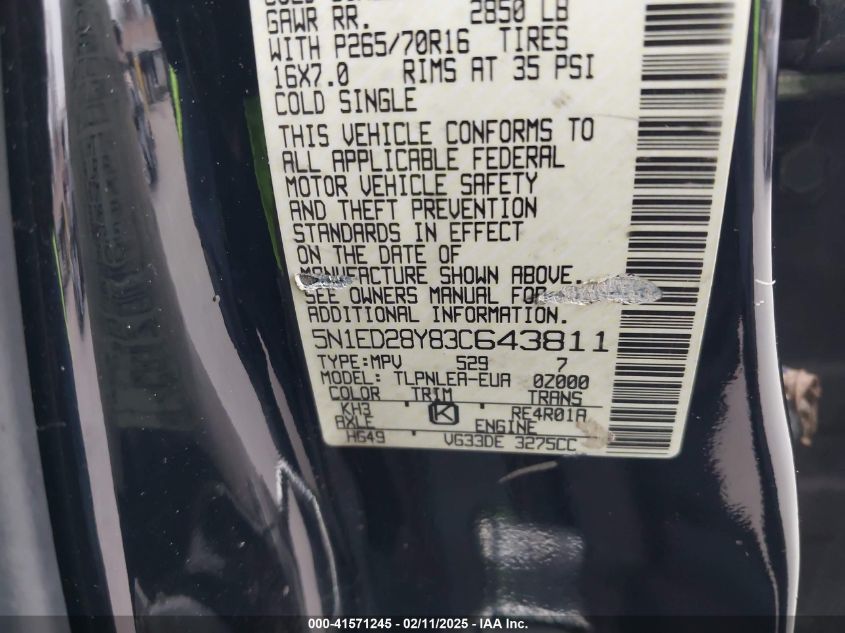 GAWR RR. 2850 LB
WITH P265/70R16 TIRES
16X7.0 RIMS AT 35 PSI
COLD SINGLE
THIS VEHICLE CONFORMS TO
ALL APPLICABLE FEDERAL
MOTOR VEHICLE SAFETY
AND THEFT PREVENTION
STANDARDS IN EFFECT
ON THE DATE OF
MANUFACTURE SHOWN ABOVE.
SEE OWNERS MANUAL FOR
ADDITIONAL INFORMATION.
5N1ED28Y83C643811
TYPE:MPV 529 7
MODEL: TLPNLEA-EUA 0Z000
COLOR TRIM TRANS
KH3 K RE4R01A
AXLE ENGINE
HG49 VG33DE 3275CC
000-41571245 - 02/11/2025 - IAA Inc.